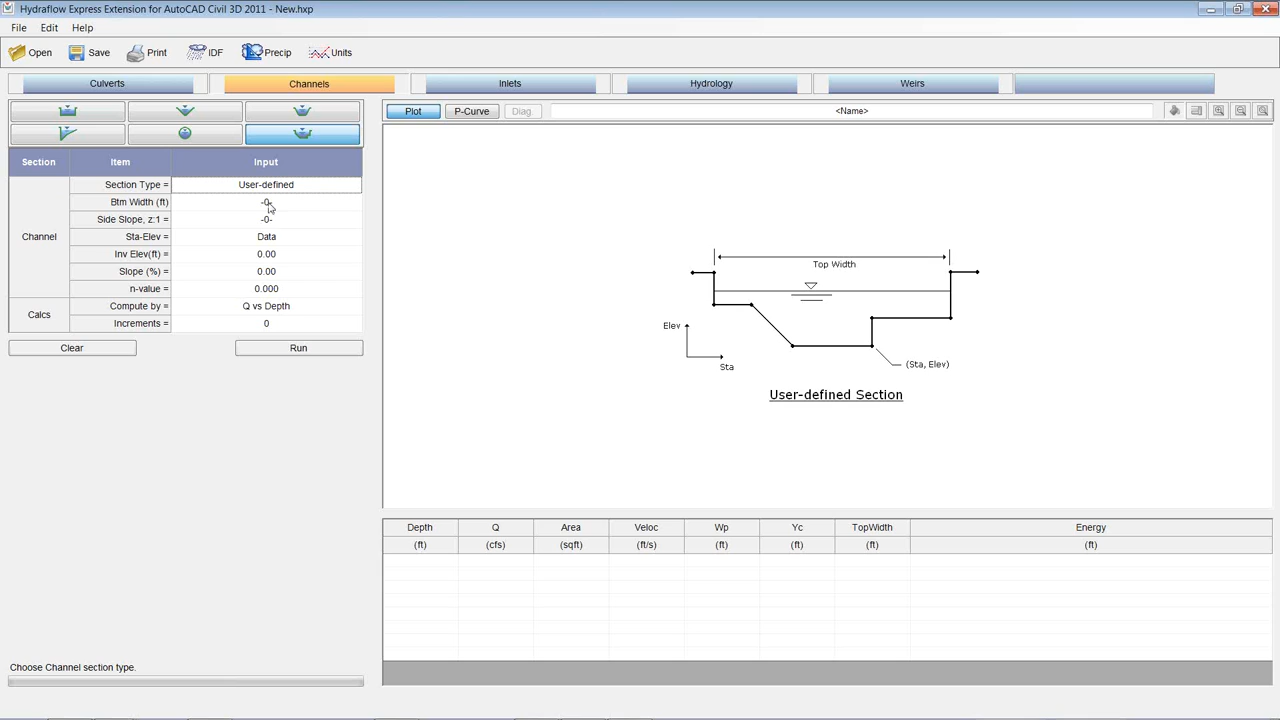 Hydraflow Express Extension for AutoCAD Civil 3D 2011 - New.hxp
File Edit Help
Open Save Print IDF Precip Units
Culverts Channels Inlets Hydrology Weirs
Plot P-Curve Diag <Name>
Section Item Input
Section Type = User-defined
Btm Width (ft) -0-
Side Slope, z:1 = -0-
Channel Sta-Elev = Data
Inv Elev(ft) = 0.00
Slope (%) = 0.00
n-value = 0.000
Calcs Compute by = Q vs Depth
Increments = 0
Clear Run
Top Width
Elev
Sta
(Sta, Elev)
User-defined Section
Depth Q Area Veloc Wp Yc TopWidth Energy
(ft) (cfs) (sqft) (ft/s) (ft) (ft) (ft) (ft)
Choose Channel section type.